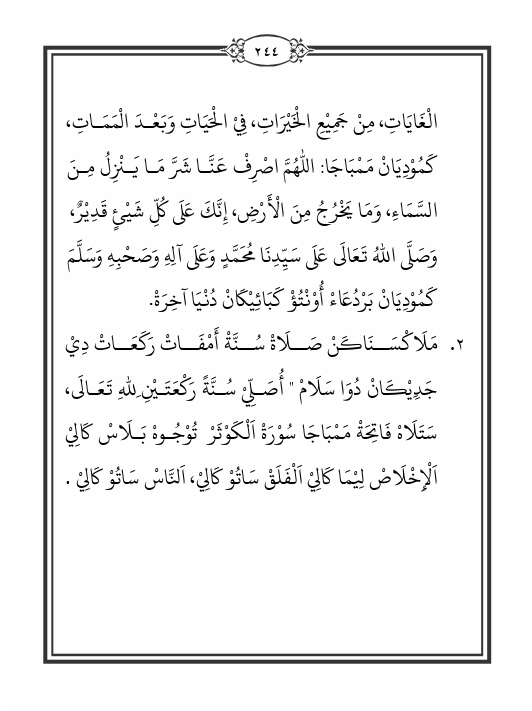 ٢٤٤
الْغَايَاتِ، مِنْ جَمِيْعِ الْخَيْرَاتِ، فِيْ الْحَيَاتِ وَبَعْدَ الْمَمَاتِ،
كَمُوْدِيَانْ مَمْبَاجَا: اللّٰهُمَّ اصْرِفْ عَنَّا شَرَّ مَا يَنْزِلُ مِنَ
السَّمَاءِ، وَمَا يَخْرُجُ مِنَ الْأَرْضِ، إِنَّكَ عَلَى كُلِّ شَيْئٍ قَدِيْرٌ،
وَصَلَّى اللهُ تَعَالَى عَلَى سَيِّدِنَا مُحَمَّدٍ وَعَلَى آلِهِ وَصَحْبِهِ وَسَلَّمَ
كَمُوْدِيَانْ بَرْدُعَاءْ أُوْنْتُؤْ كَبَائِيْكَانْ دُنْيَا آخِرَةْ.
٢. مَلَاكْسَنَاكَنْ صَلَاةْ سُنَّةْ أَمْفَاتْ رَكَعَاتْ دِيْ
جَدِيْكَانْ دُوَا سَلَامْ " أُصَلِّيْ سُنَّةً رَكْعَتَيْنِ لِلّٰهِ تَعَالَى،
سَتَلَاهْ فَاتِحَةْ مَمْبَاجَا سُوْرَةْ اَلْكَوْثَرْ تُوْجُوهْ بَلَاسْ كَالِيْ
اَلْإِخْلَاصْ لِيْمَا كَالِيْ اَلْفَلَقْ سَاتُوْ كَالِيْ، اَلنَّاسْ سَاتُوْ كَالِيْ .